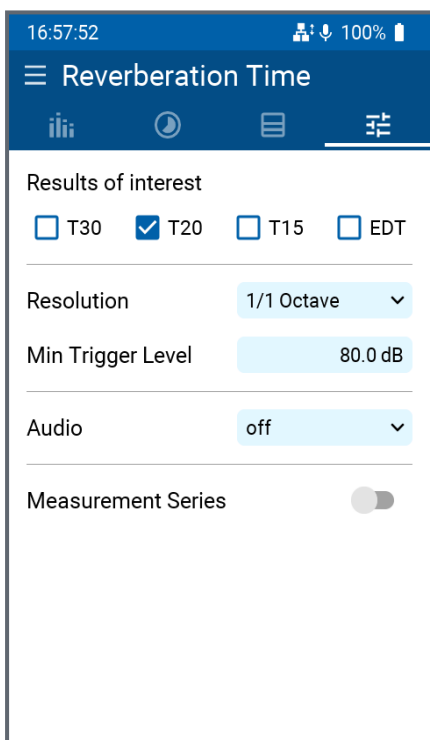 16:57:52 100%
Reverberation Time
Results of interest
T30 T20 T15 EDT
Resolution 1/1 Octave
Min Trigger Level 80.0 dB
Audio off
Measurement Series